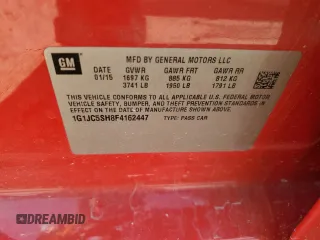 GM
MFD BY GENERAL MOTORS LLC
DATE GVWR GAWR FRT GAWR RR
01/15 1697 KG 885 KG 812 KG
3741 LB 1950 LB 1791 LB
THIS VEHICLE CONFORMS TO ALL APPLICABLE U.S. FEDERAL MOTOR
VEHICLE SAFETY, BUMPER, AND THEFT PREVENTION STANDARDS
IN EFFECT ON THE DATE OF MANUFACTURE SHOWN ABOVE.
1G1JC5SH8F4162447 TYPE: PASS CAR
DREAMBID